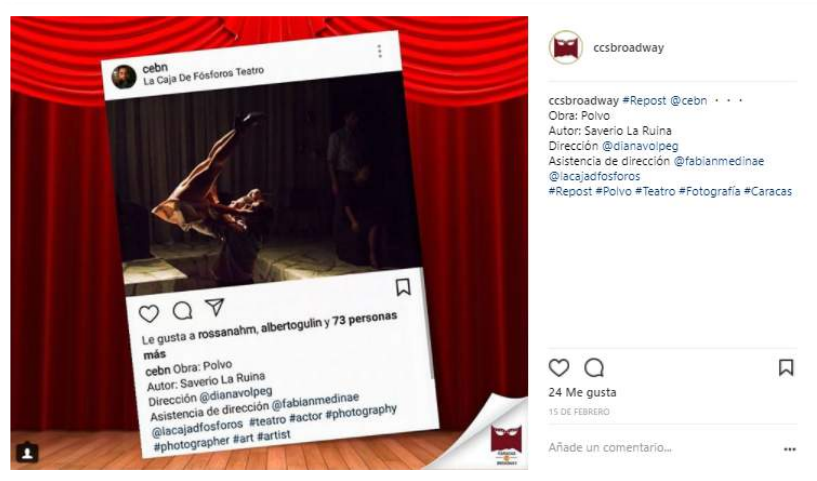 cebn
La Caja De Fósforos Teatro
Le gusta a rossanahm, albertogulin y 73 personas
más
cebn Obra: Polvo
Autor: Saverio La Ruina
Dirección @dianavolpeg
Asistencia de dirección @fabianmedinae
@lacajadfosforos #teatro #actor #photography
#photographer #art #artist
ccsbroadway
ccsbroadway #Repost @cebn ・・・
Obra: Polvo
Autor: Saverio La Ruina
Dirección @dianavolpeg
Asistencia de dirección @fabianmedinae
@lacajadfosforos
#Repost #Polvo #Teatro #Fotografía #Caracas
24 Me gusta
15 DE FEBRERO
Añade un comentario...